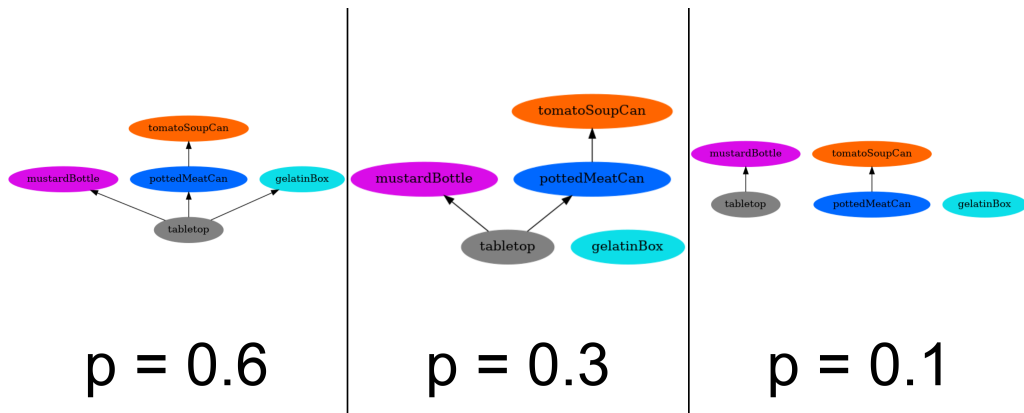 tomatoSoupCan
mustardBottle pottedMeatCan gelatinBox
tabletop
p = 0.6
tomatoSoupCan
mustardBottle pottedMeatCan
tabletop gelatinBox
p = 0.3
mustardBottle tomatoSoupCan
tabletop pottedMeatCan gelatinBox
p = 0.1